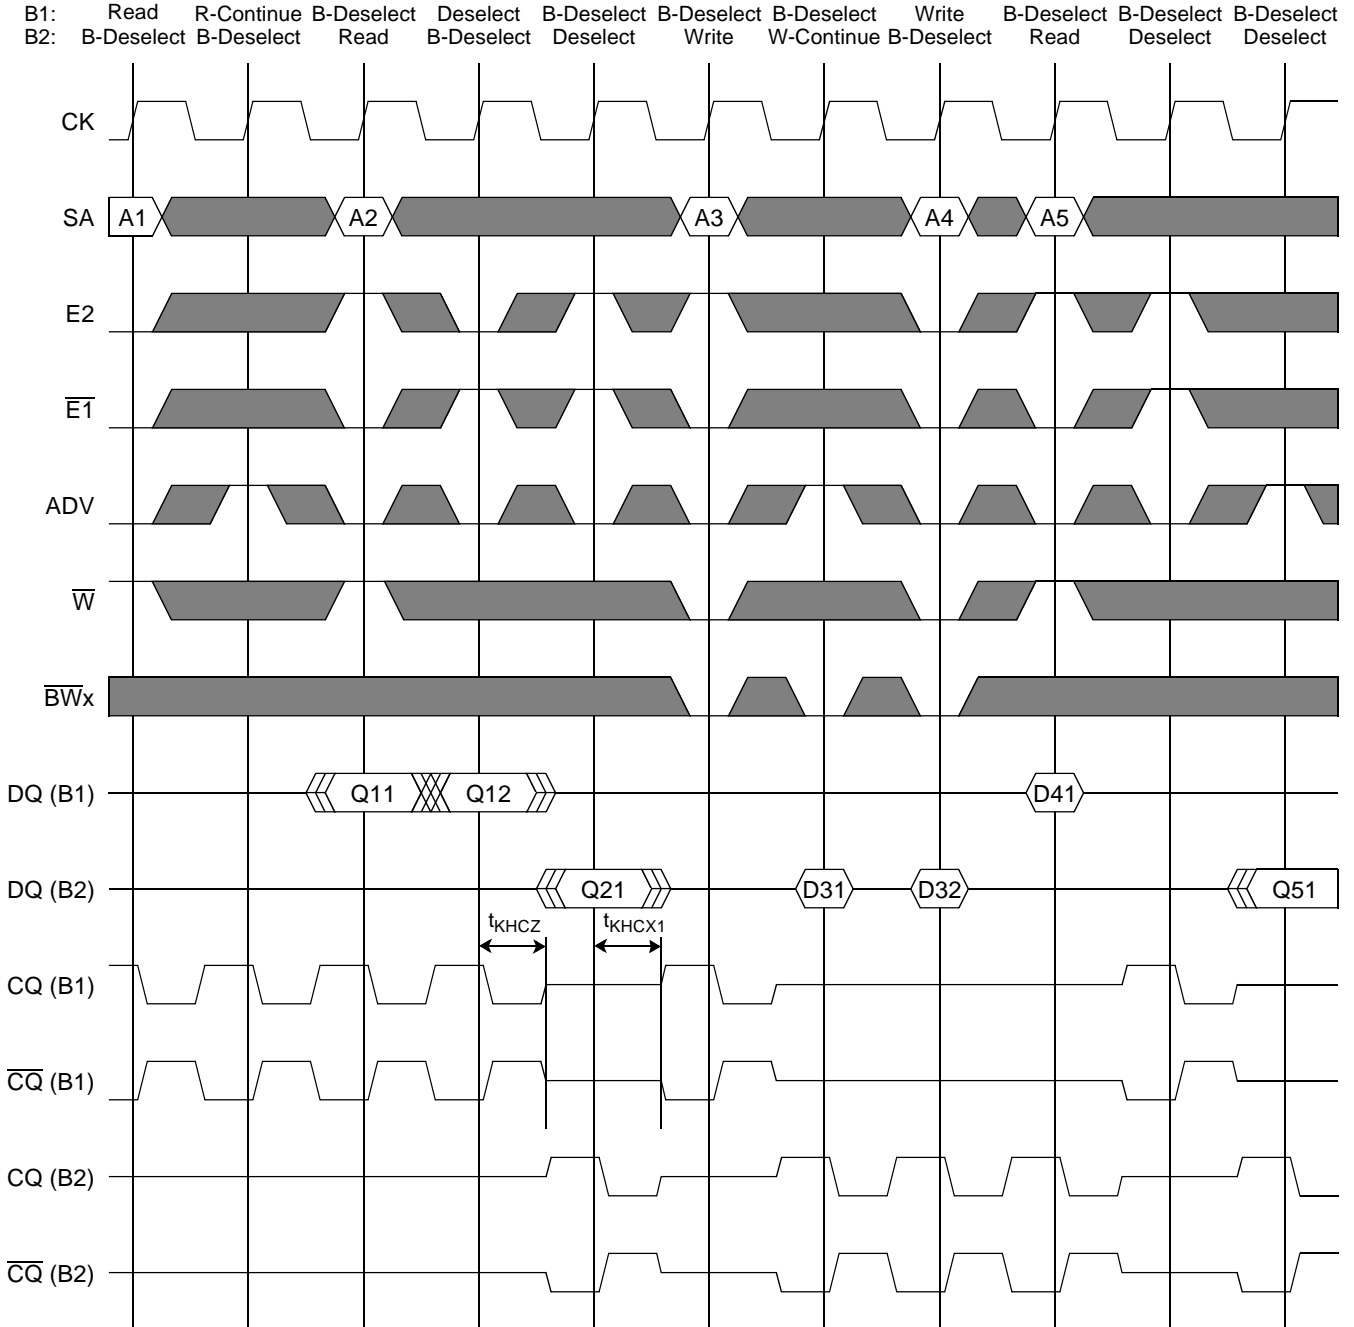 B1: Read R-Continue B-Deselect Deselect B-Deselect B-Deselect B-Deselect Write B-Deselect B-Deselect B-Deselect
B2: B-Deselect B-Deselect Read B-Deselect Deselect Write W-Continue B-Deselect Read Deselect Deselect
CK
SA A1 A2 A3 A4 A5
E2
E1
ADV
W
BWx
DQ (B1) Q11 Q12 D41
DQ (B2) Q21 D31 D32 Q51
tKHCZ tKHCX1
CQ (B1)
CQ (B1)
CQ (B2)
CQ (B2)